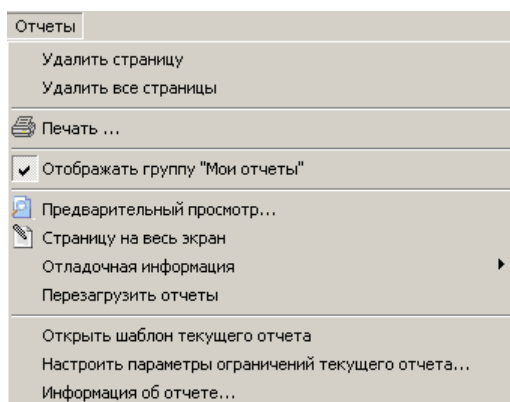 Отчеты
Удалить страницу
Удалить все страницы
Печать ...
Отображать группу "Мои отчеты"
Предварительный просмотр...
Страницу на весь экран
Отладочная информация
Перезагрузить отчеты
Открыть шаблон текущего отчета
Настроить параметры ограничений текущего отчета...
Информация об отчете...